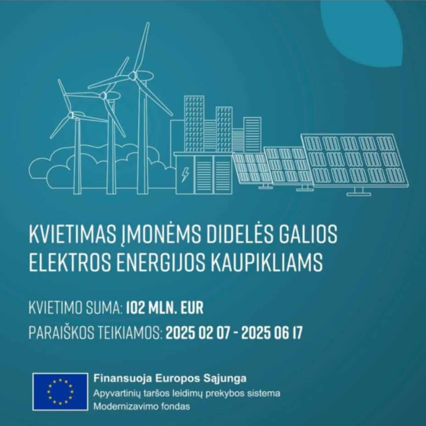 KVIETIMAS ĮMONĖMS DIDELĖS GALIOS
ELEKTROS ENERGIJOS KAUPIKLIAMS
KVIETIMO SUMA: 102 MLN. EUR
PARAIŠKOS TEIKIAMOS: 2025 02 07 - 2025 06 17
Finansuoja Europos Sąjunga
Apyvartinių taršos leidimų prekybos sistema
Modernizavimo fondas